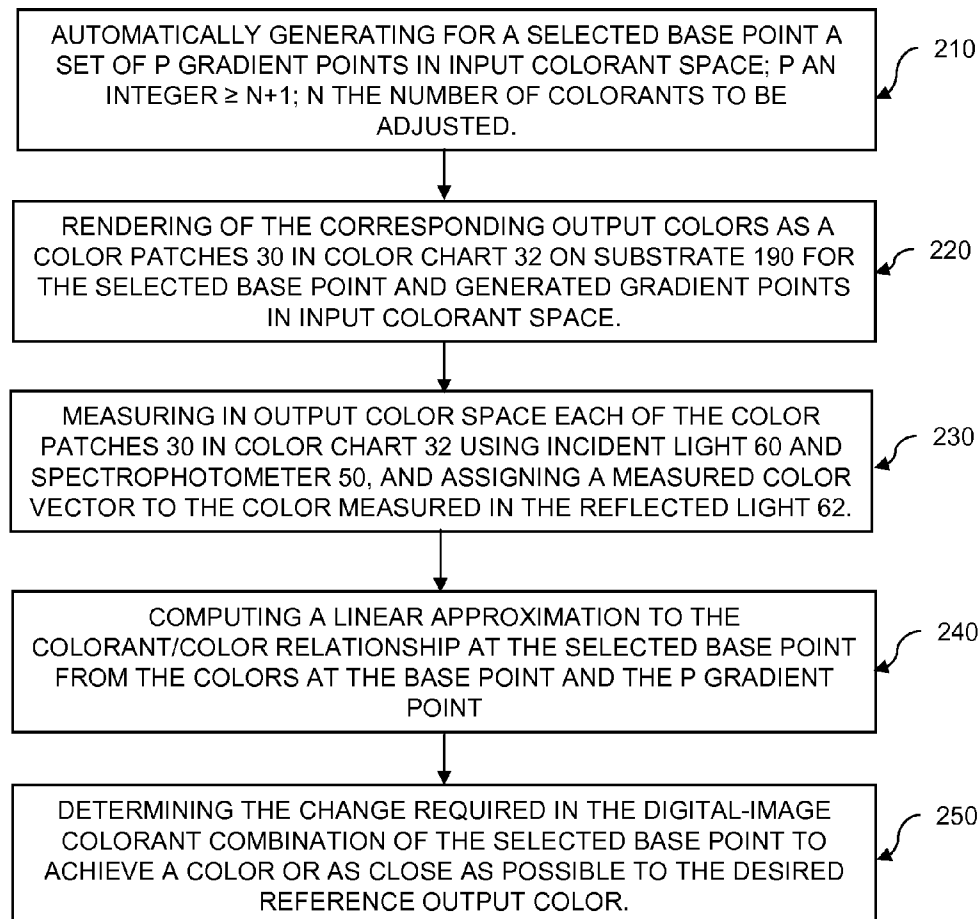 AUTOMATICALLY GENERATING FOR A SELECTED BASE POINT A
SET OF P GRADIENT POINTS IN INPUT COLORANT SPACE; P AN
INTEGER ≥ N+1; N THE NUMBER OF COLORANTS TO BE
ADJUSTED.
210
RENDERING OF THE CORRESPONDING OUTPUT COLORS AS A
COLOR PATCHES 30 IN COLOR CHART 32 ON SUBSTRATE 190 FOR
THE SELECTED BASE POINT AND GENERATED GRADIENT POINTS
IN INPUT COLORANT SPACE.
220
MEASURING IN OUTPUT COLOR SPACE EACH OF THE COLOR
PATCHES 30 IN COLOR CHART 32 USING INCIDENT LIGHT 60 AND
SPECTROPHOTOMETER 50, AND ASSIGNING A MEASURED COLOR
VECTOR TO THE COLOR MEASURED IN THE REFLECTED LIGHT 62.
230
COMPUTING A LINEAR APPROXIMATION TO THE
COLORANT/COLOR RELATIONSHIP AT THE SELECTED BASE POINT
FROM THE COLORS AT THE BASE POINT AND THE P GRADIENT
POINT
240
DETERMINING THE CHANGE REQUIRED IN THE DIGITAL-IMAGE
COLORANT COMBINATION OF THE SELECTED BASE POINT TO
ACHIEVE A COLOR OR AS CLOSE AS POSSIBLE TO THE DESIRED
REFERENCE OUTPUT COLOR.
250